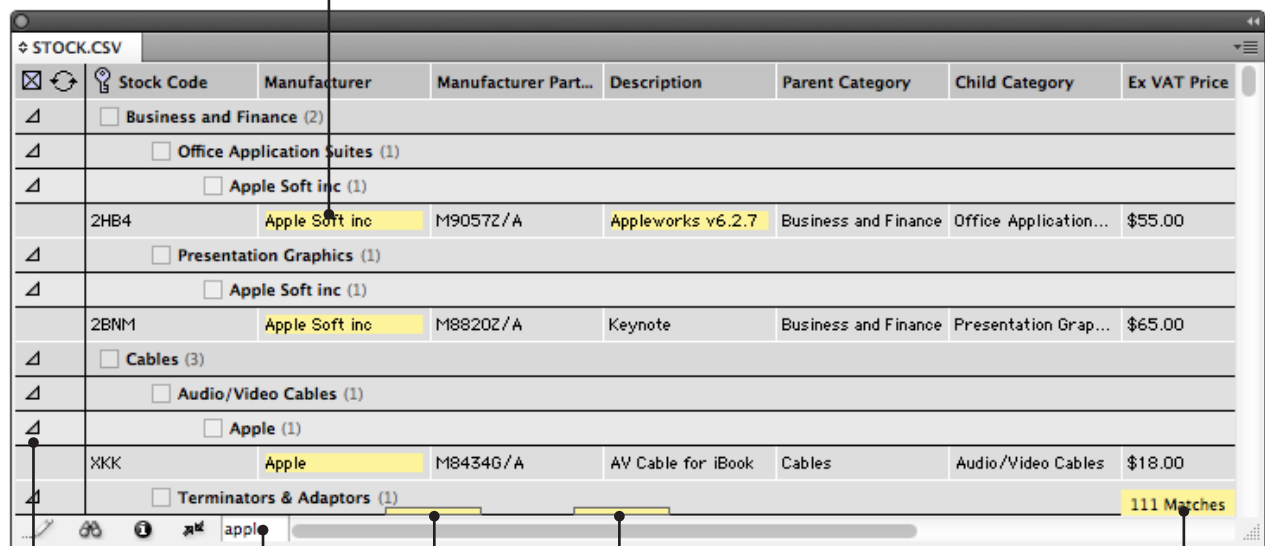 STOCK.CSV
Stock Code Manufacturer Manufacturer Part... Description Parent Category Child Category Ex VAT Price
Business and Finance (2)
Office Application Suites (1)
Apple Soft inc (1)
2HB4 Apple Soft inc M9057Z/A Appleworks v6.2.7 Business and Finance Office Application... $55.00
Presentation Graphics (1)
Apple Soft inc (1)
2BNM Apple Soft inc M8820Z/A Keynote Business and Finance Presentation Grap... $65.00
Cables (3)
Audio/Video Cables (1)
Apple (1)
XKK Apple M8434G/A AV Cable for iBook Cables Audio/Video Cables $18.00
Terminators & Adaptors (1)
111 Matches